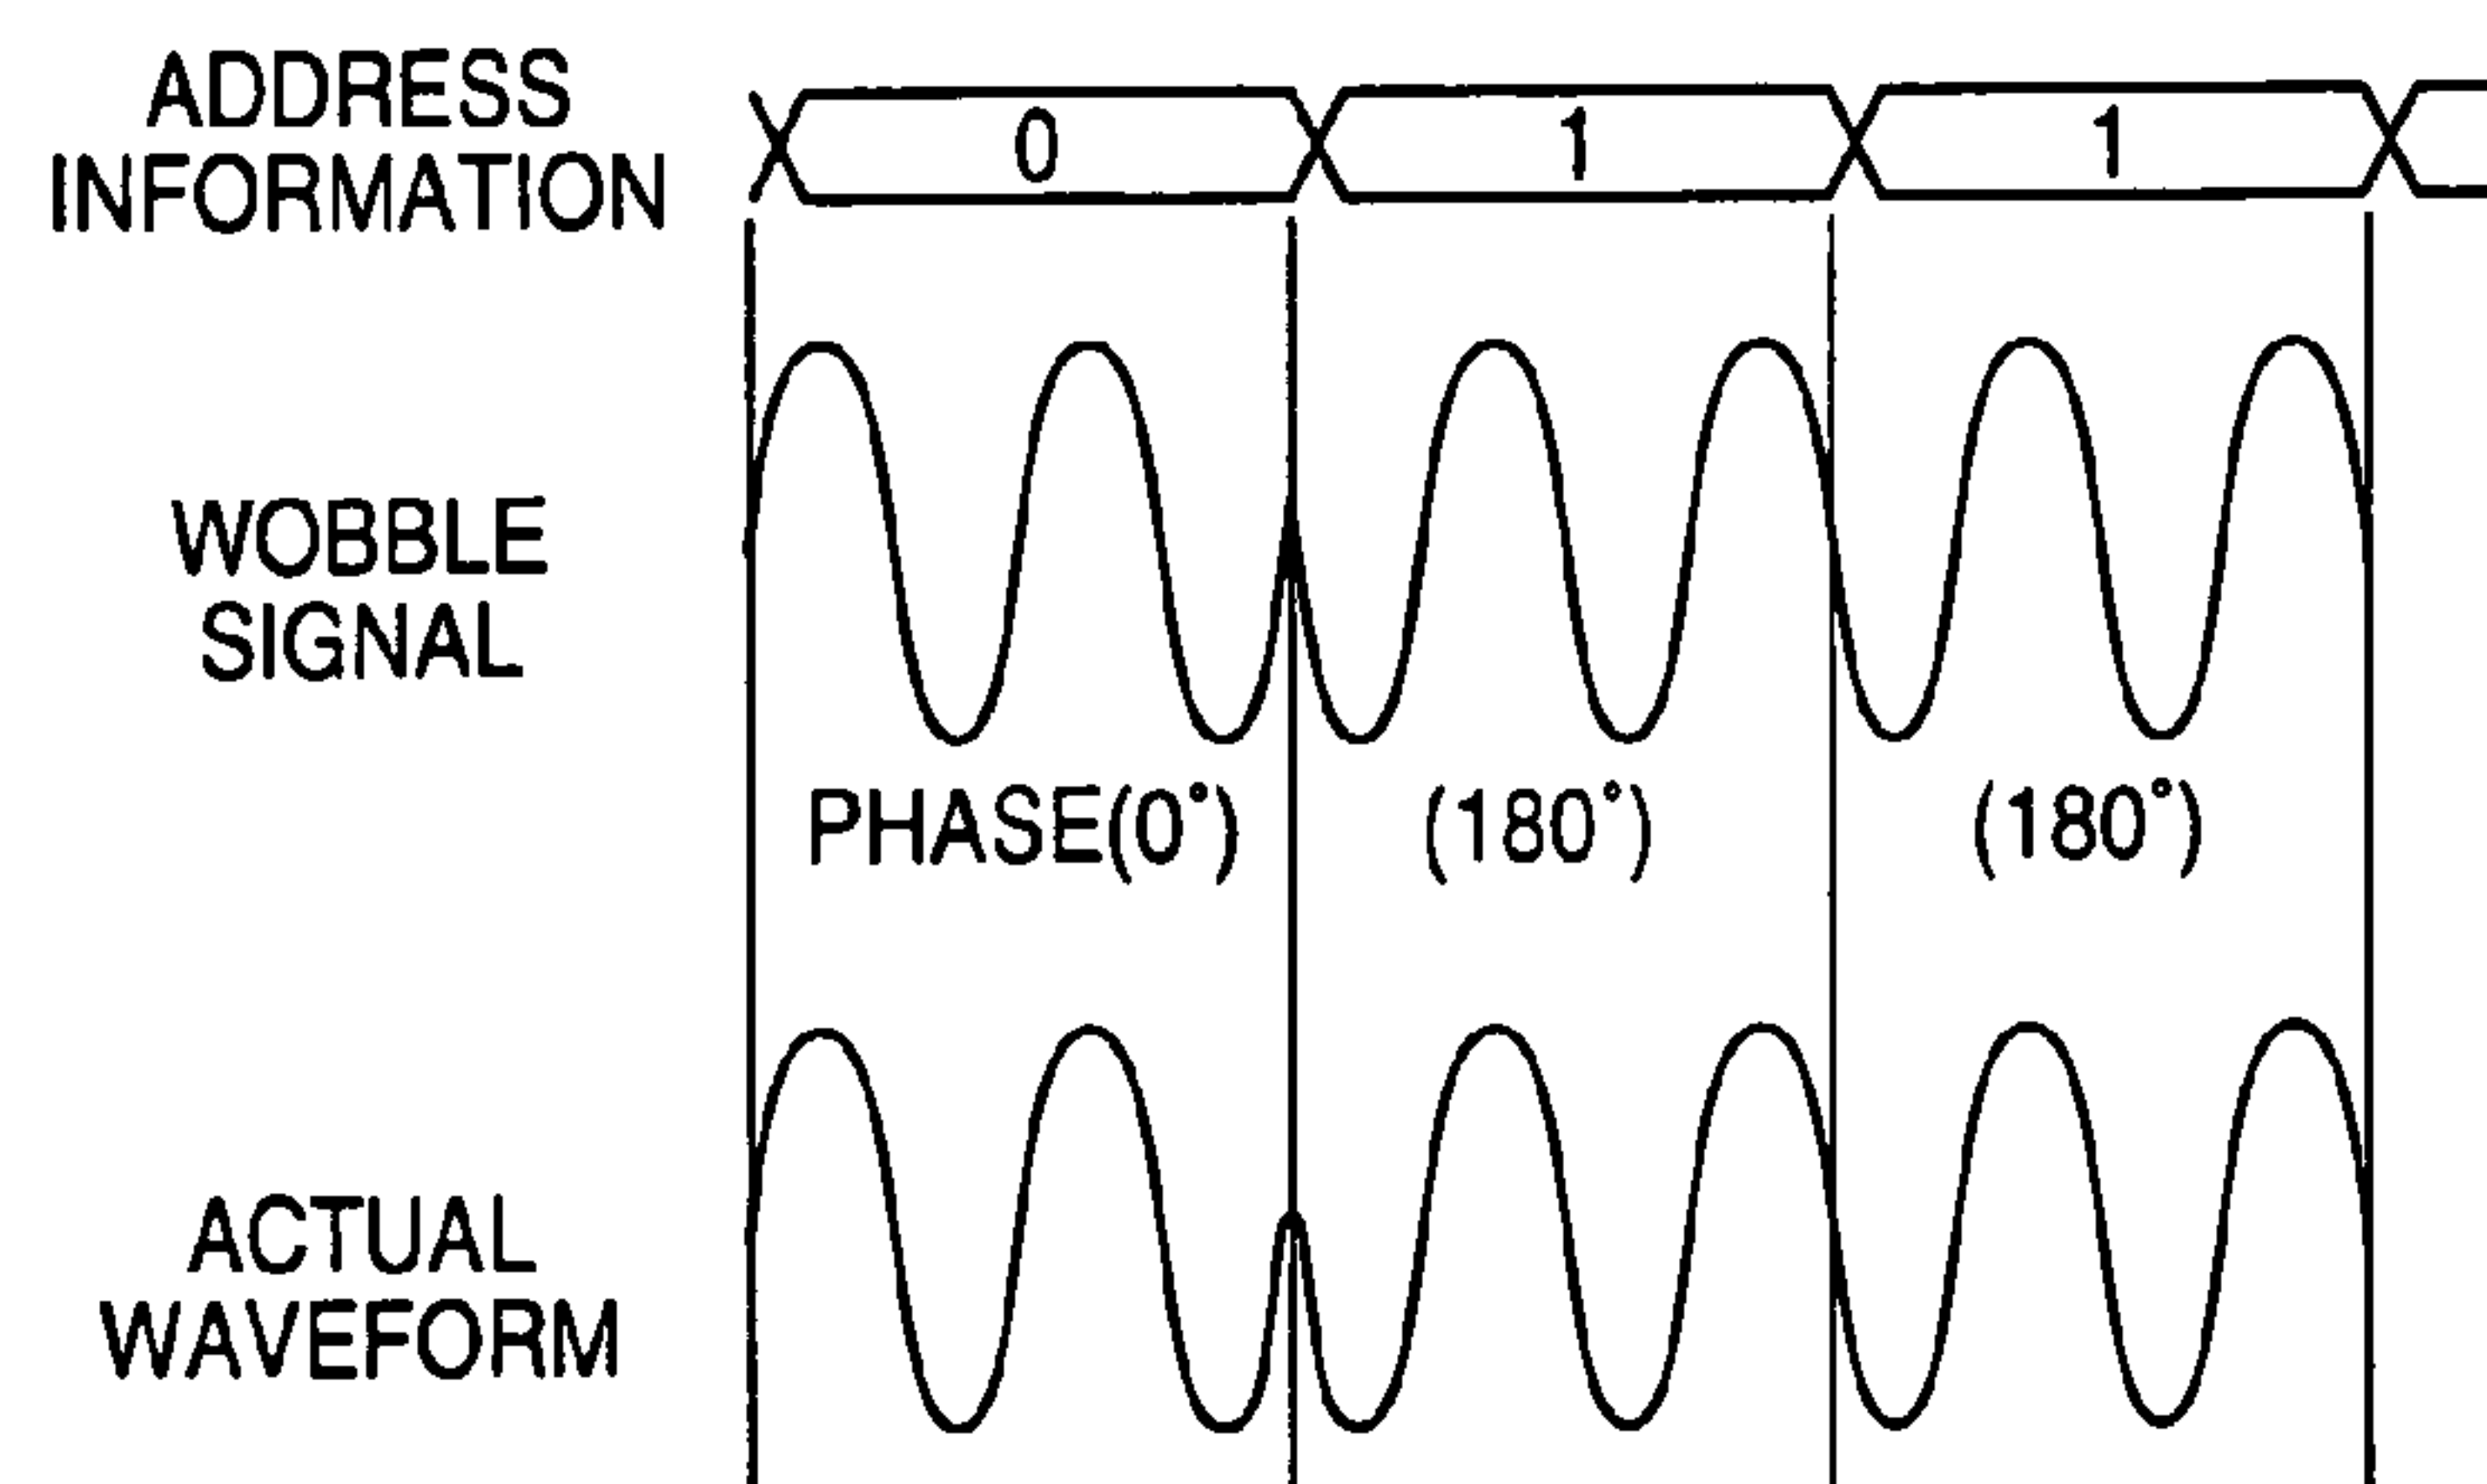 ADDRESS
INFORMATION
0 1 1
WOBBLE
SIGNAL
PHASE(0°) (180°) (180°)
ACTUAL
WAVEFORM